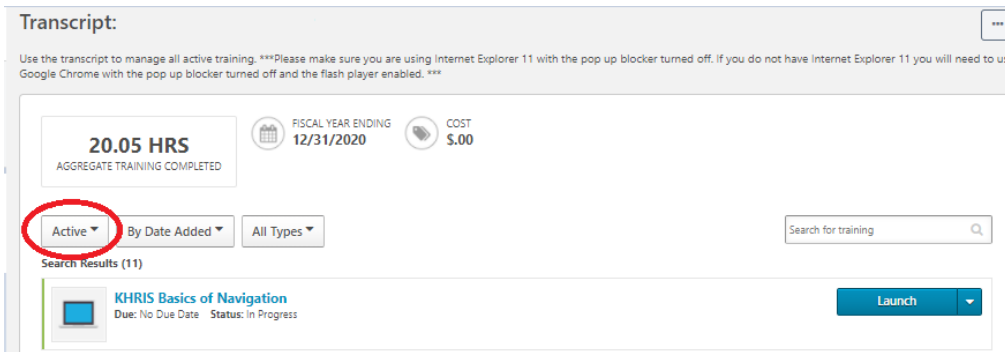 Transcript:
Use the transcript to manage all active training. ***Please make sure you are using Internet Explorer 11 with the pop up blocker turned off. If you do not have Internet Explorer 11 you will need to
Google Chrome with the pop up blocker turned off and the flash player enabled. ***
20.05 HRS
AGGREGATE TRAINING COMPLETED
FISCAL YEAR ENDING
12/31/2020
COST
$.00
Active
By Date Added
All Types
Search for training
Search Results (11)
KHRIS Basics of Navigation
Due: No Due Date Status: In Progress
Launch